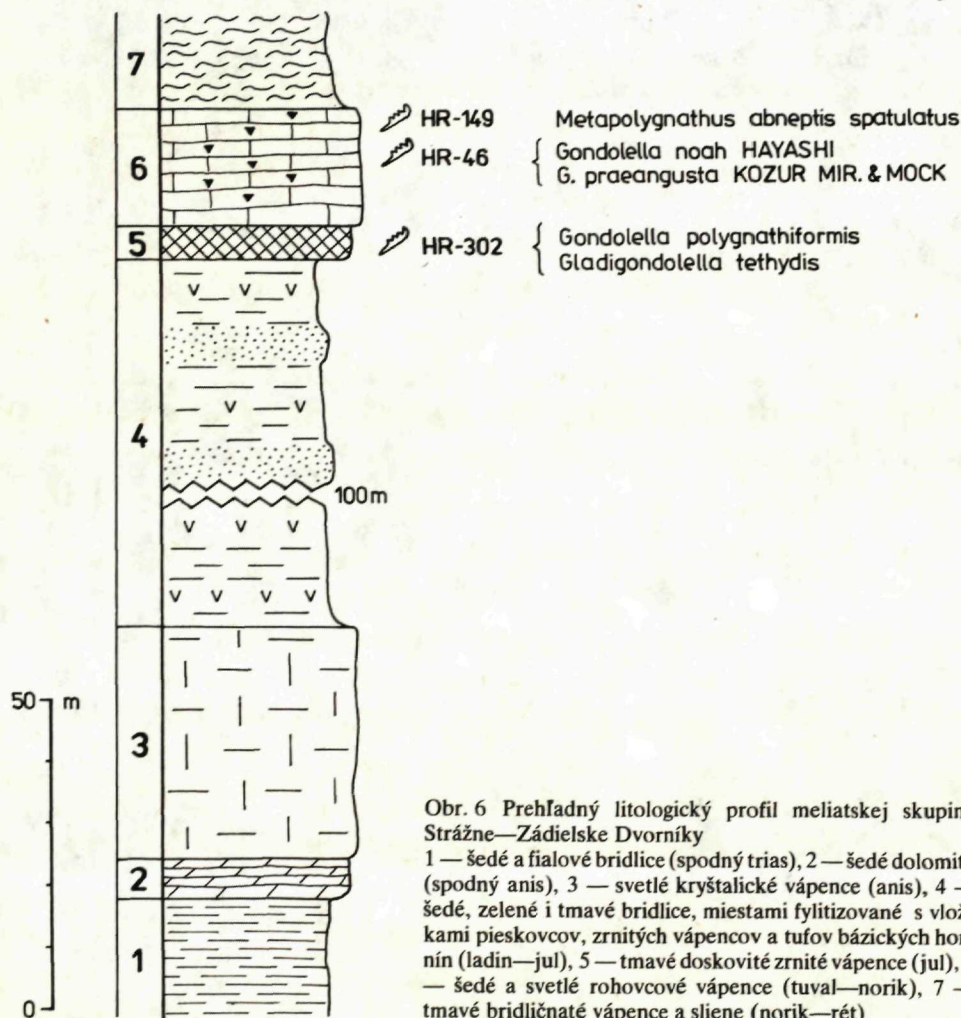 7
HR-149 Metapolygnathus abneptis spatulatus
6
HR-46 { Gondolella noah HAYASHI
G. praeangusta KOZUR MIR. & MOCK
5
HR-302 { Gondolella polygnathiformis
Gladigondolella tethydis
4
100m
50 m
3
2
1
0
Obr. 6 Prehľadný litologický profil meliatskej skupin
Strážne—Zádielske Dvorníky
1 — šedé a fialové bridlice (spodný trias), 2 — šedé dolomit
(spodný anis), 3 — svetlé kryštalické vápence (anis), 4 -
šedé, zelené i tmavé bridlice, miestami fylitizované s vlož
kami pieskovcov, zrnitých vápencov a tufov bázických hor
nín (ladin—jul), 5 — tmavé doskovité zrnité vápence (jul),
— šedé a svetlé rohovcové vápence (tuval—norik), 7 -
tmavé bridličnaté vápence a sliene (norik—rét)